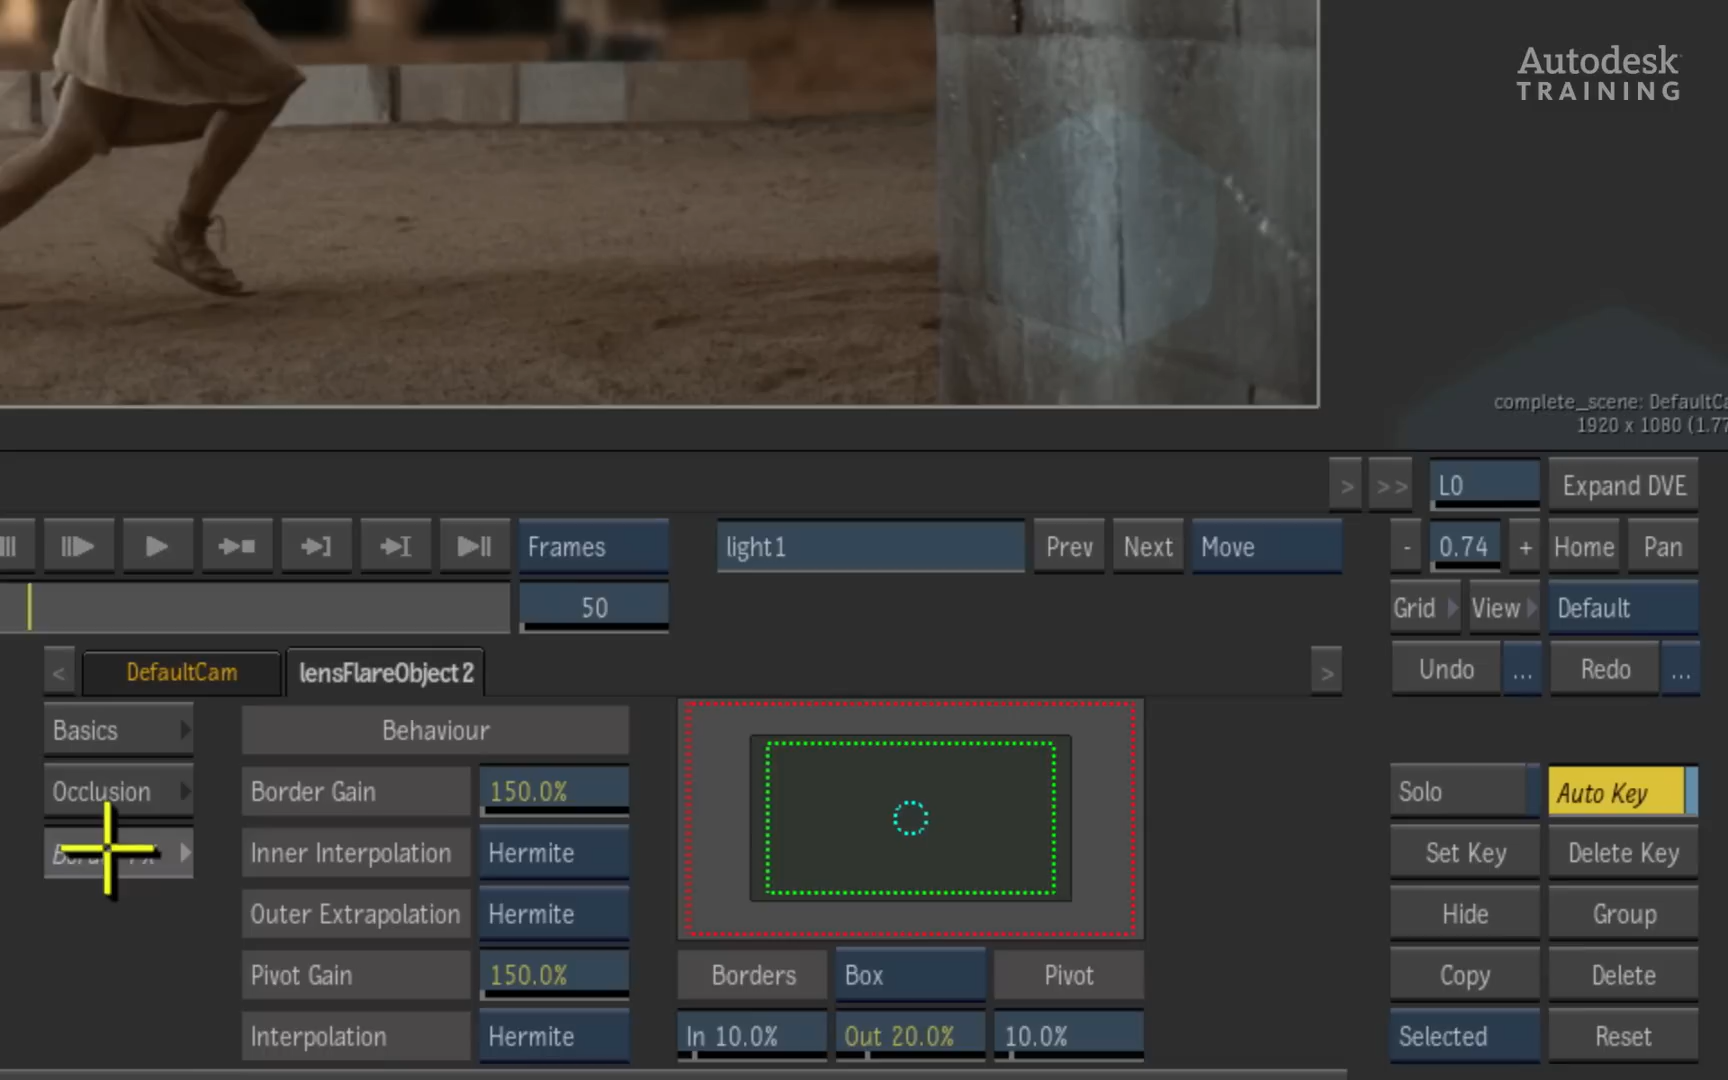 Autodesk
TRAINING
complete_scene: DefaultCa
1920 x 1080 (1.77
> >> L0 Expand DVE
Frames light1 Prev Next Move - 0.74 + Home Pan
50 Grid View Default
< DefaultCam lensFlareObject2 > Undo ... Redo ...
Basics Behaviour
Occlusion Border Gain 150.0% Solo Auto Key
Inner Interpolation Hermite Set Key Delete Key
Outer Extrapolation Hermite Hide Group
Pivot Gain 150.0% Borders Box Pivot Copy Delete
Interpolation Hermite In 10.0% Out 20.0% 10.0% Selected Reset